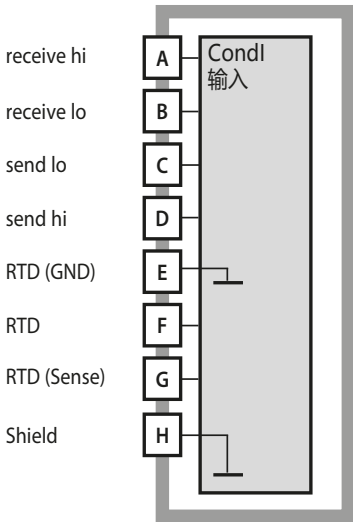 receive hi A CondI
输入
receive lo B
send lo C
send hi D
RTD (GND) E
RTD F
RTD (Sense) G
Shield H